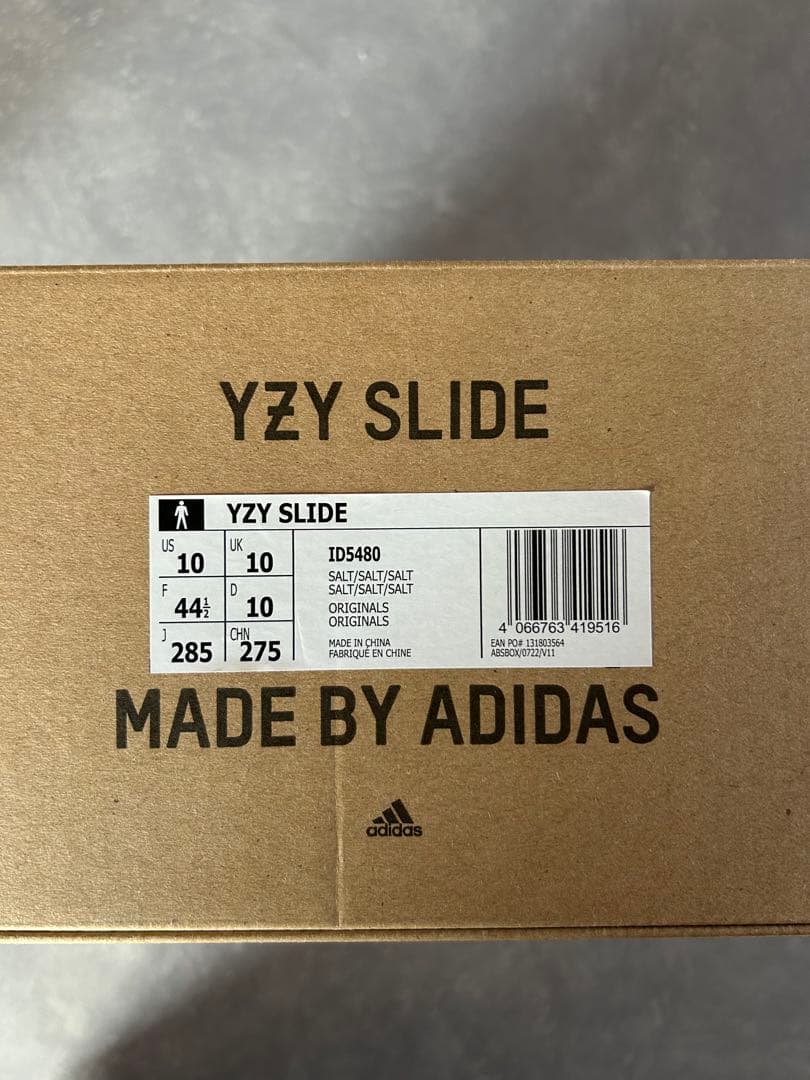 YZY SLIDE
YZY SLIDE
US 10 UK 10
F 44½ D 10
J 285 CHN 275
ID5480
SALT/SALT/SALT
SALT/SALT/SALT
ORIGINALS
ORIGINALS
MADE IN CHINA
FABRIQUÉ EN CHINE
4 066763 419516
EAN PO# 131803564
ABSBOX/0722/V11
MADE BY ADIDAS
adidas